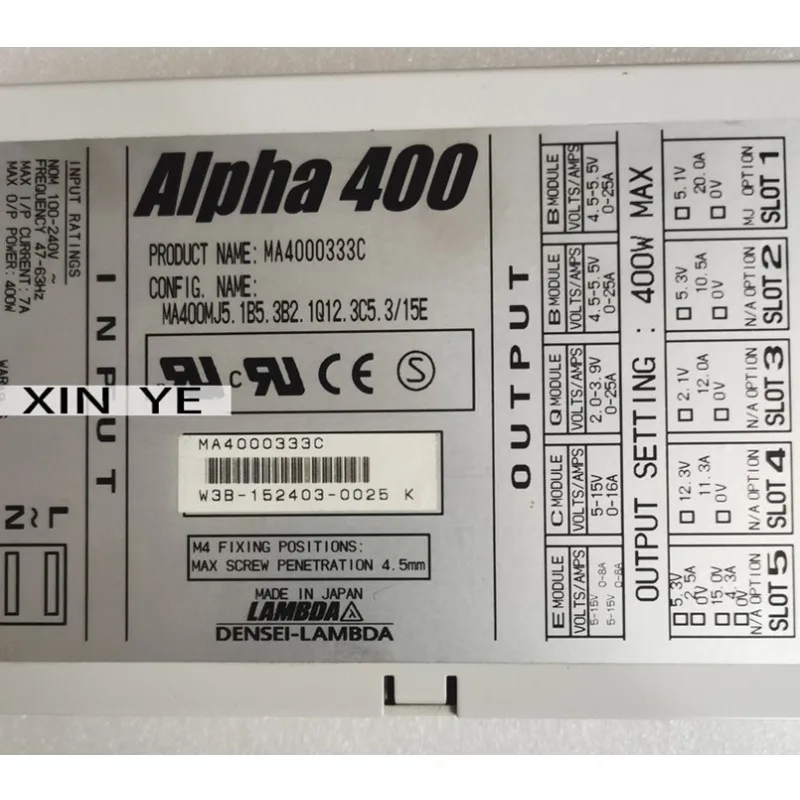 Alpha 400
PRODUCT NAME: MA4000333C
CONFIG. NAME:
MA400MJ5.1B5.3B2.1Q12.3C5.3/15E
c
CE
S
MA4000333C
W3B-152403-0025 K
M4 FIXING POSITIONS:
MAX SCREW PENETRATION 4.5mm
MADE IN JAPAN
LAMBDA
DENSEI-LAMBDA
INPUT
INPUT RATINGS
NOM 100-240V ~
FREQUENCY 47-63Hz
MAX I/P CURRENT: 7A
MAX O/P POWER: 400W
XIN YE
L
~
N
OUTPUT
B MODULE
VOLTS/AMPS
4.5-5.5V
0-25A
B MODULE
VOLTS/AMPS
4.5-5.5V
0-25A
Q MODULE
VOLTS/AMPS
2.0-3.9V
0-25A
C MODULE
VOLTS/AMPS
5-15V
0-16A
E MODULE
VOLTS/AMPS
5-15V 0-8A
5-15V 0-6A
OUTPUT SETTING : 400W MAX
5.1V
20.0A
0V
MJ OPTION
SLOT 1
5.3V
10.5A
0V
N/A OPTION
SLOT 2
2.1V
12.0A
0V
N/A OPTION
SLOT 3
12.3V
11.3A
0V
N/A OPTION
SLOT 4
5.3V
2.5A
0V
15.0V
4.3A
0V
N/A OPTION
SLOT 5